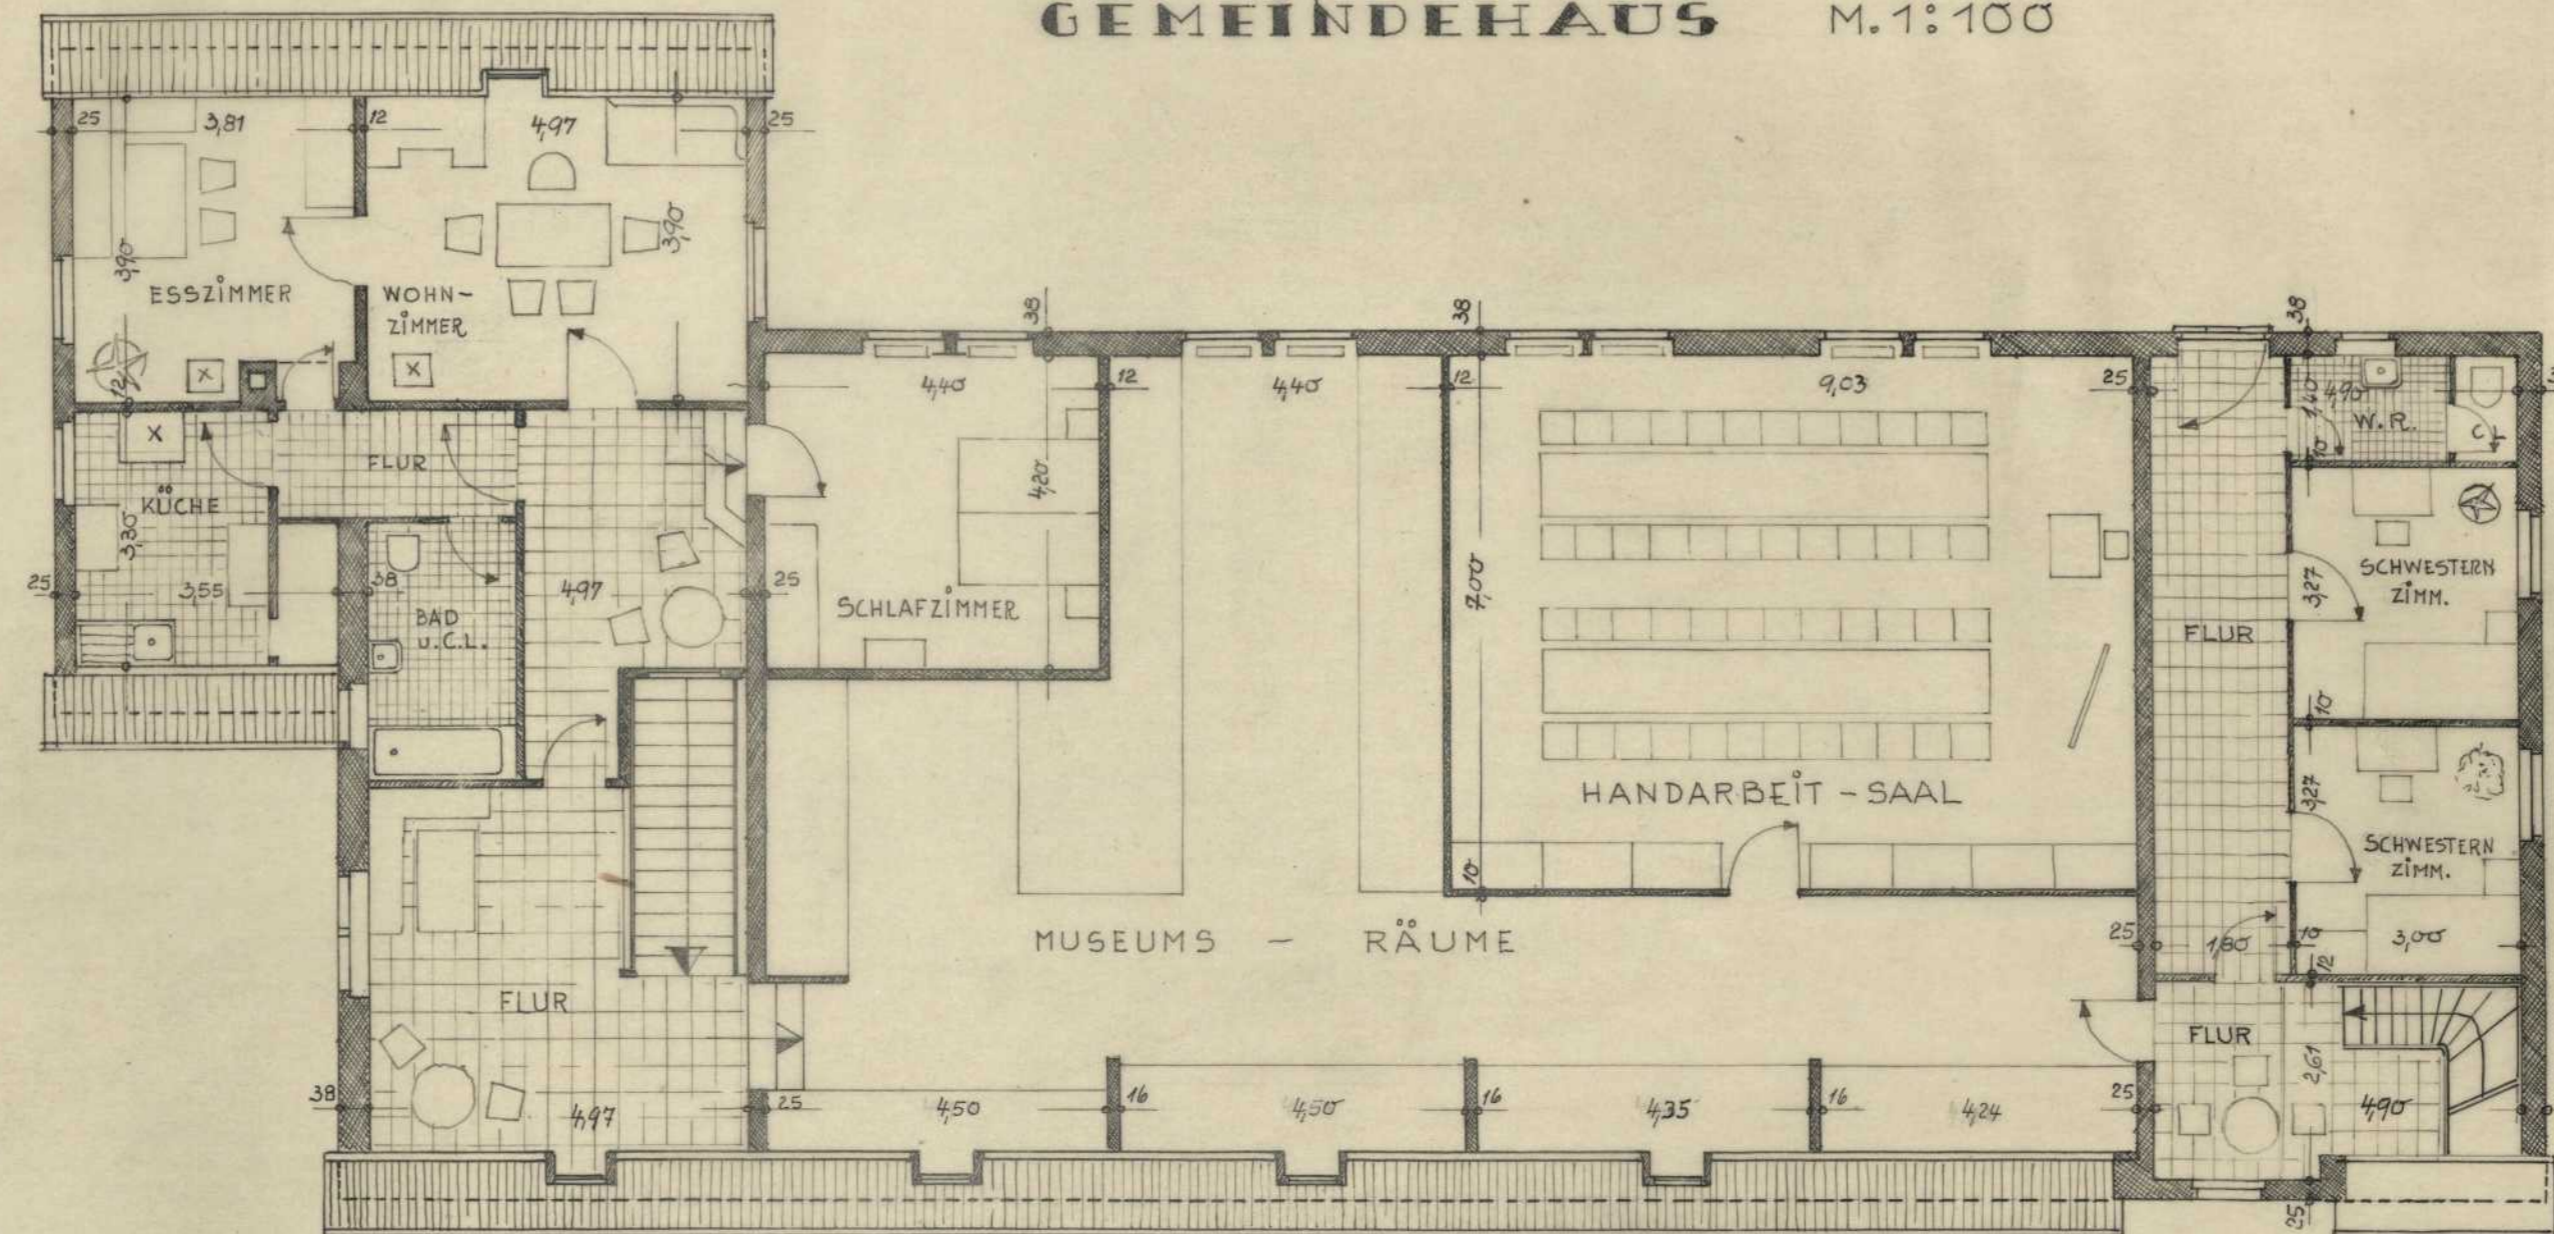 GEMEINDEHAUS M. 1:100
25 3,81 12 4,97 25
3,90
3,90
ESSZIMMER
WOHN-
ZIMMER
38
38
38
12
X
X
X
4,40 12 4,40 12 9,03 25
1,40
4,90
W.R.
10
C
FLUR
KÜCHE
3,30
4,20
25 3,55 38
4,97 25
BAD
U.C.L.
SCHLAFZIMMER
7,00
SCHWESTERN
ZIMM.
3,27
FLUR
10
3,27
HANDARBEIT - SAAL
SCHWESTERN
ZIMM.
10
MUSEUMS - RÄUME
25 1,80 10 3,00
12
FLUR
FLUR
2,61
38 4,97 25 4,50 16 4,50 16 4,35 16 4,24 25 4,90
25